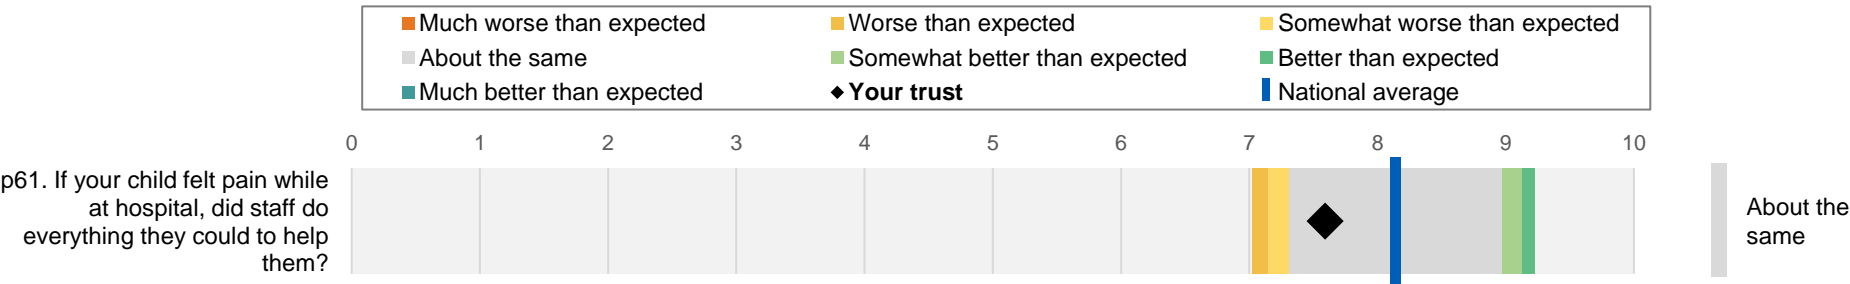 Much worse than expected Worse than expected Somewhat worse than expected
About the same Somewhat better than expected Better than expected
Much better than expected Your trust National average
0 1 2 3 4 5 6 7 8 9 10
p61. If your child felt pain while
at hospital, did staff do
everything they could to help
them?
About the
same